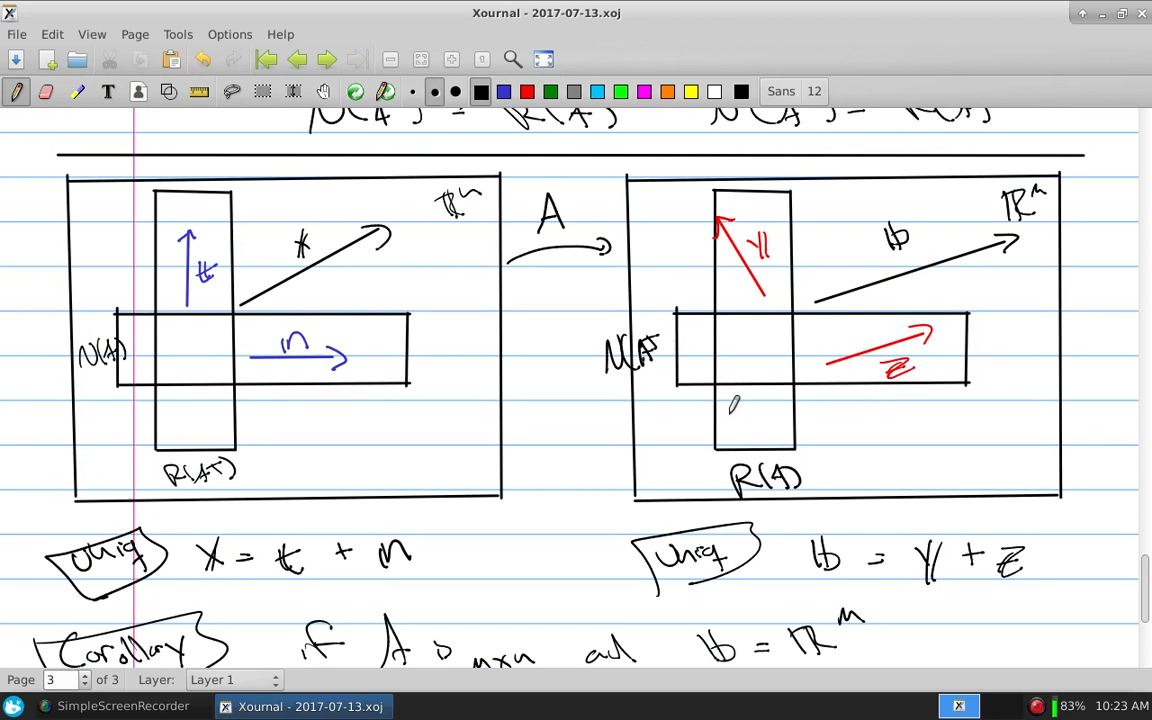 Xournal - 2017-07-13.xoj
File Edit View Page Tools Options Help
Sans 12
N(A ) = R(A) N(A ) = R(A)
x ℝⁿ A y b ℝᵐ
t
N(A) n N(Aᵀ z
R(Aᵀ) R(A)
Uniq x = t + n Uniq b = y + z
Corollary if A is m×n and b = ℝᵐ
Page 3 of 3 Layer: Layer 1
SimpleScreenRecorder Xournal - 2017-07-13.xoj 83% 10:23 AM